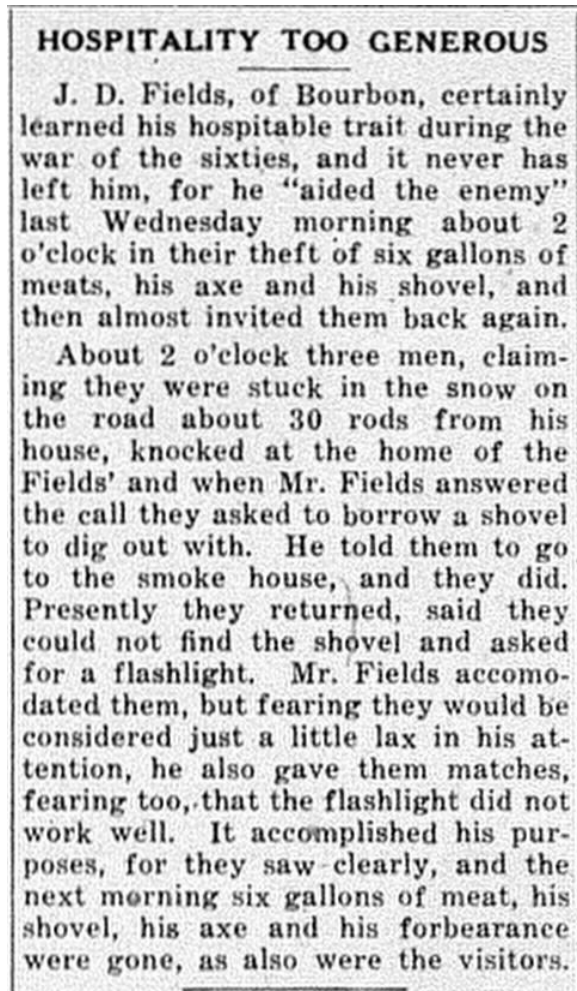 HOSPITALITY TOO GENEROUS
J. D. Fields, of Bourbon, certainly
learned his hospitable trait during the
war of the sixties, and it never has
left him, for he “aided the enemy”
last Wednesday morning about 2
o'clock in their theft of six gallons of
meats, his axe and his shovel, and
then almost invited them back again.
About 2 o'clock three men, claim-
ing they were stuck in the snow on
the road about 30 rods from his
house, knocked at the home of the
Fields' and when Mr. Fields answered
the call they asked to borrow a shovel
to dig out with. He told them to go
to the smoke house, and they did.
Presently they returned, said they
could not find the shovel and asked
for a flashlight. Mr. Fields accomo-
dated them, but fearing they would be
considered just a little lax in his at-
tention, he also gave them matches,
fearing too, that the flashlight did not
work well. It accomplished his pur-
poses, for they saw clearly, and the
next morning six gallons of meat, his
shovel, his axe and his forbearance
were gone, as also were the visitors.